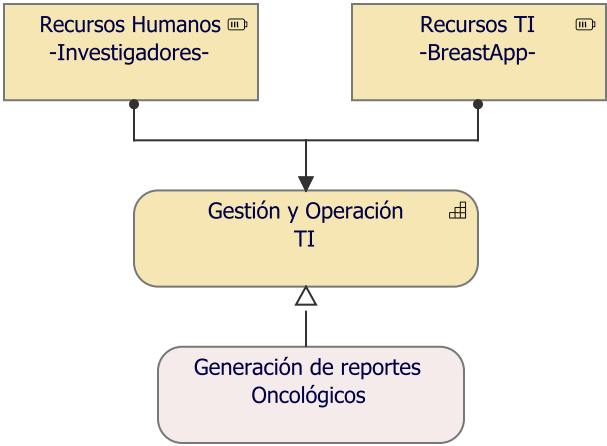 Recursos Humanos
-Investigadores-
Recursos TI
-BreastApp-
Gestión y Operación
TI
Generación de reportes
Oncológicos